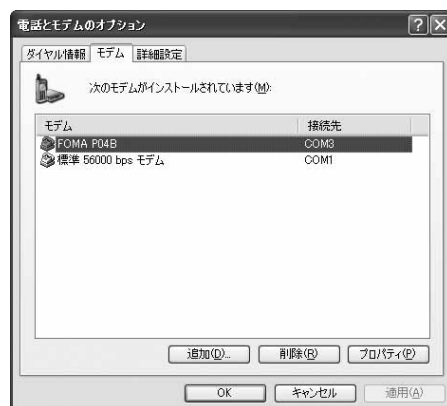 電話とモデムのオプション
ダイヤル情報 モデム 詳細設定
次のモデムがインストールされています(M):
モデム 接続先
FOMA P04B COM3
標準 56000 bps モデム COM1
追加(D)... 削除(R) プロパティ(P)
OK キャンセル 適用(A)